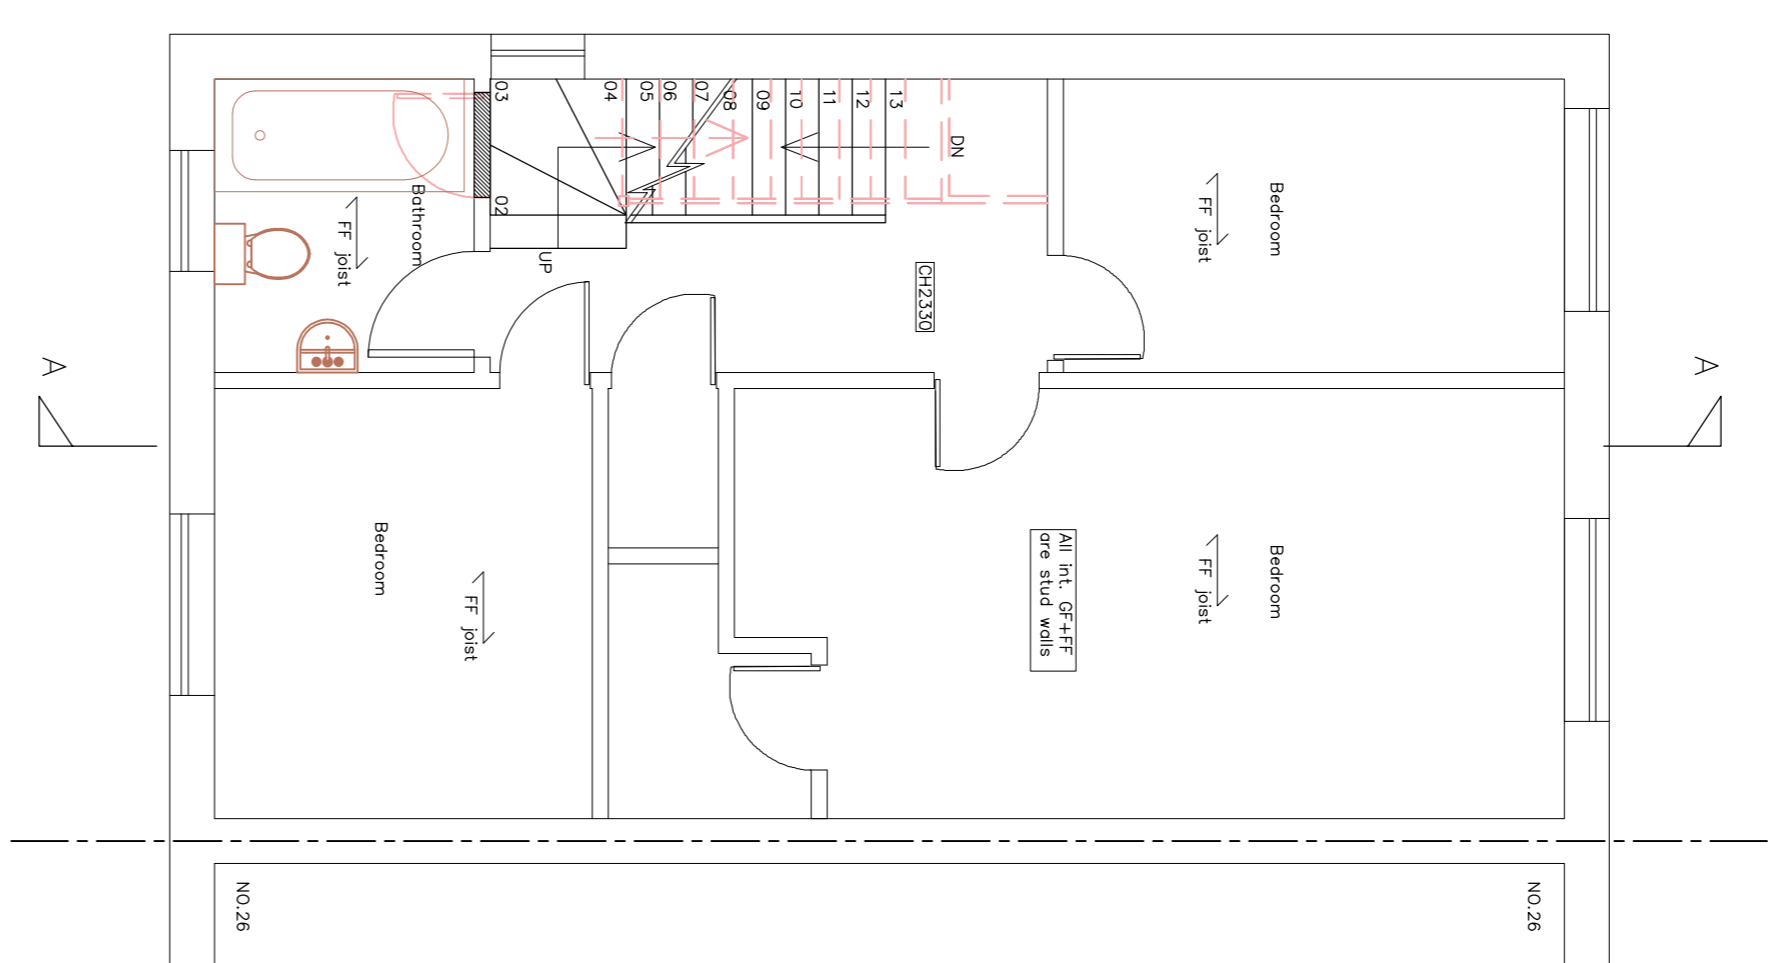 03
04
05
06
07
08
09
10
11
12
13
DN
02
UP
Bathroom
FF joist
CH2330
Bedroom
FF joist
A
A
Bedroom
FF joist
All int. GF+FF
are stud walls
Bedroom
FF joist
NO.26
NO.26